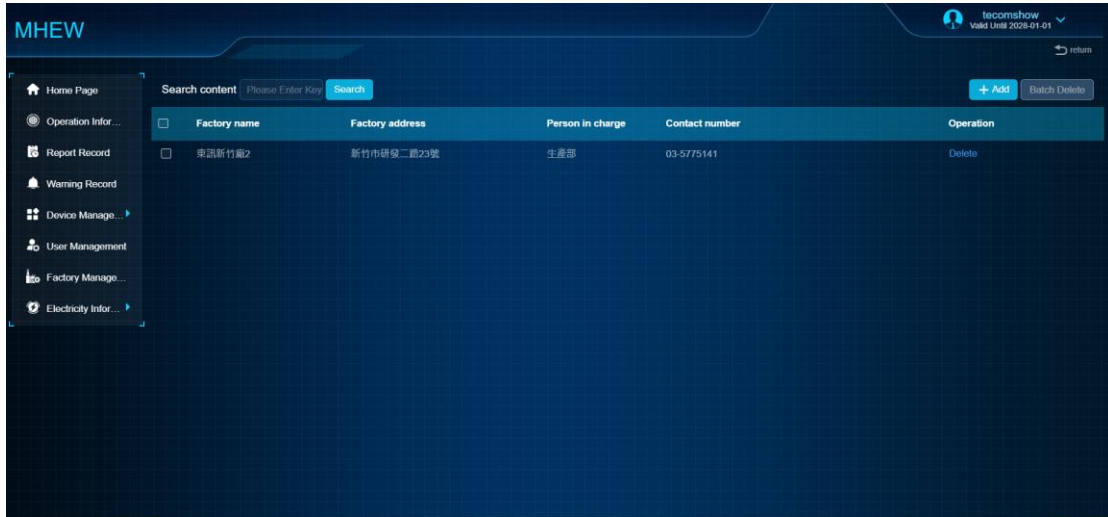 MHEW
tecomshow
Valid Until 2028-01-01
return
Home Page
Operation Infor...
Report Record
Warning Record
Device Manage...
User Management
Factory Manage...
Electricity Infor...
Search content Please Enter Key Search + Add Batch Delete
Factory name Factory address Person in charge Contact number Operation
東訊新竹廠2 新竹市研發二路23號 生產部 03-5775141 Delete